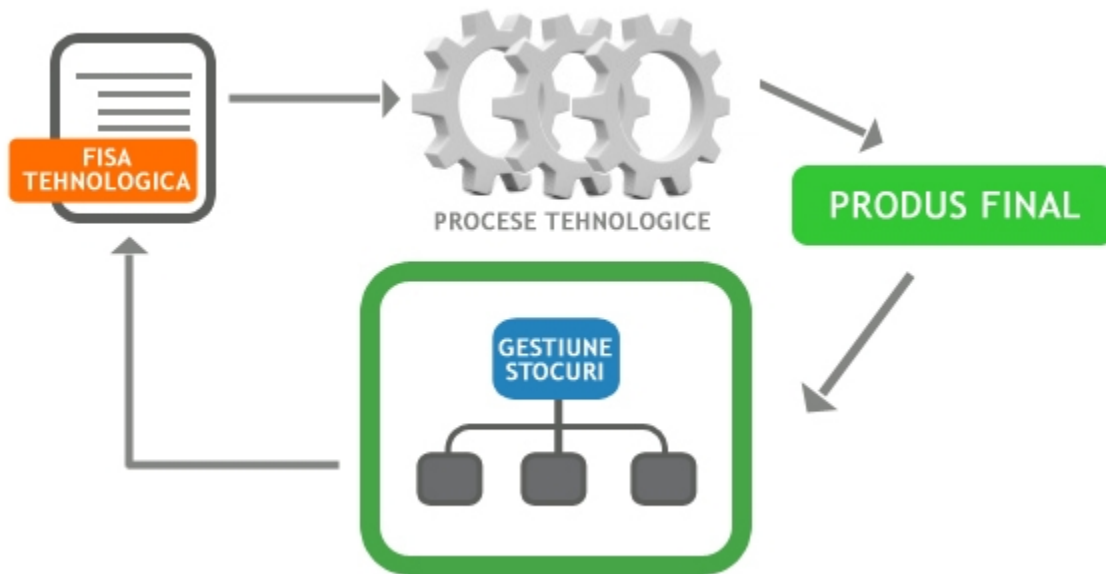 FISA
TEHNOLOGICA
PROCESE TEHNOLOGICE
PRODUS FINAL
GESTIUNE
STOCURI